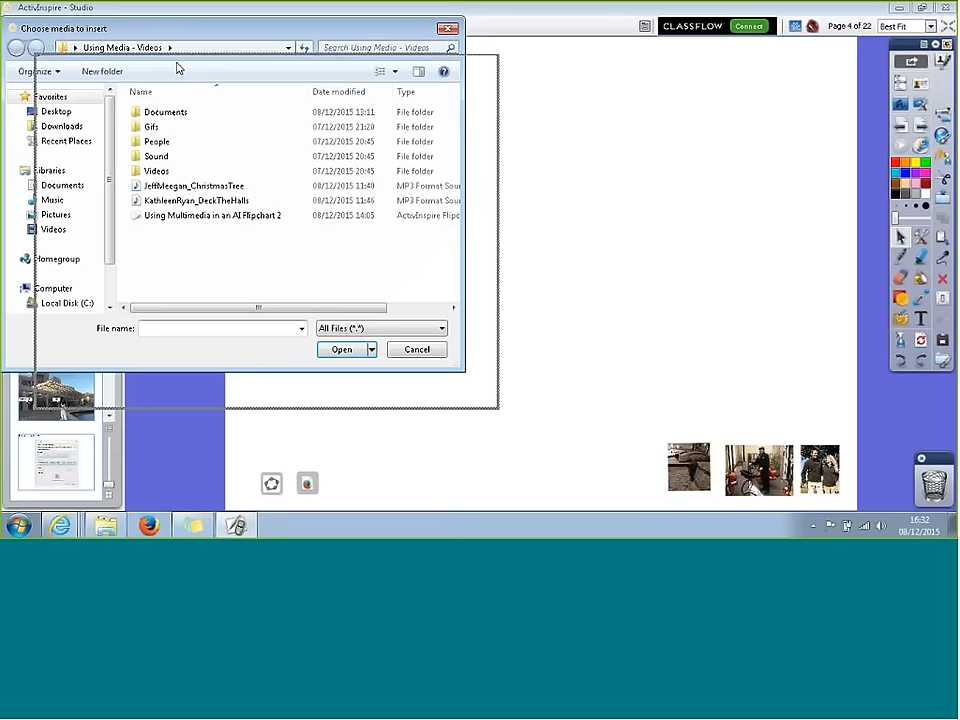 ActivInspire - Studio
Choose media to insert
Using Media - Videos
Search Using Media - Videos
CLASSFLOW Connect
Page 4 of 22 Best Fit
Organize New folder
Name Date modified Type
Favorites
Desktop
Downloads
Recent Places
Libraries
Documents
Music
Pictures
Videos
Homegroup
Computer
Local Disk (C:)
Documents 08/12/2015 13:11 File folder
Gifs 07/12/2015 21:20 File folder
People 07/12/2015 20:45 File folder
Sound 07/12/2015 20:45 File folder
Videos 07/12/2015 20:45 File folder
JeffMeegan_ChristmasTree 08/12/2015 11:40 MP3 Format Sou
KathleenRyan_DeckTheHalls 08/12/2015 11:46 MP3 Format Sou
Using Multimedia in an AI Flipchart 2 08/12/2015 14:05 ActivInspire Flipc
File name: All Files (*.*)
Open Cancel
16:32
08/12/2015